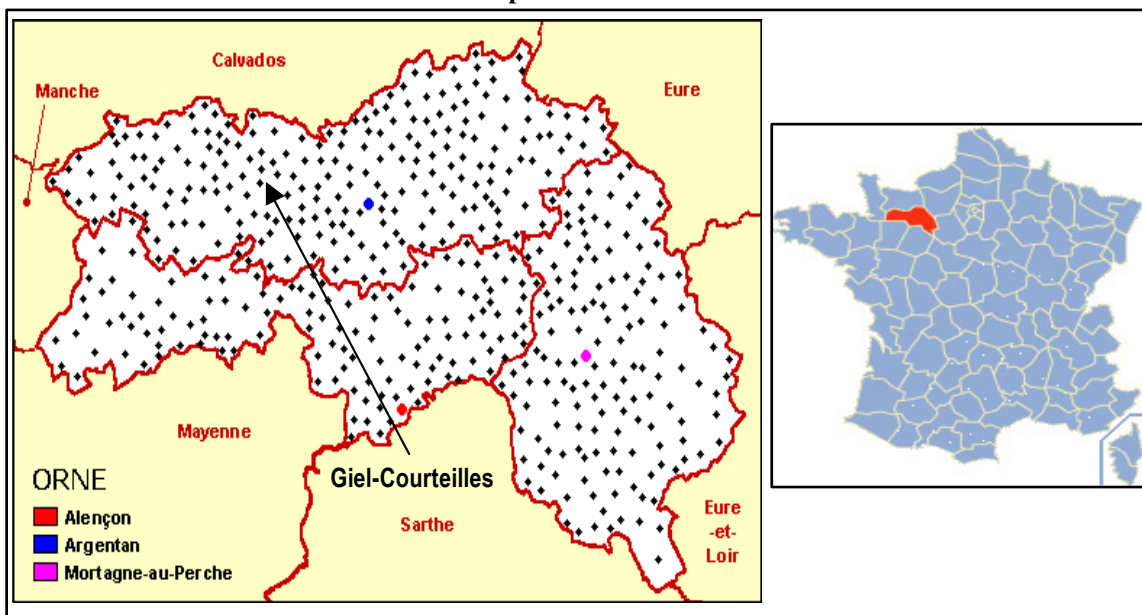 Calvados
Manche
Eure
Mayenne
Giel-Courteilles
Sarthe
Eure
-et-
Loir
ORNE
Alençon
Argentan
Mortagne-au-Perche